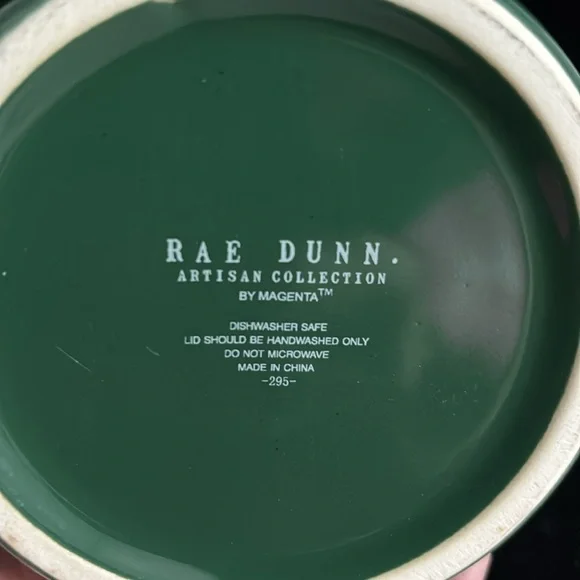 RAE DUNN.
ARTISAN COLLECTION
BY MAGENTA™
DISHWASHER SAFE
LID SHOULD BE HANDWASHED ONLY
DO NOT MICROWAVE
MADE IN CHINA
-295-